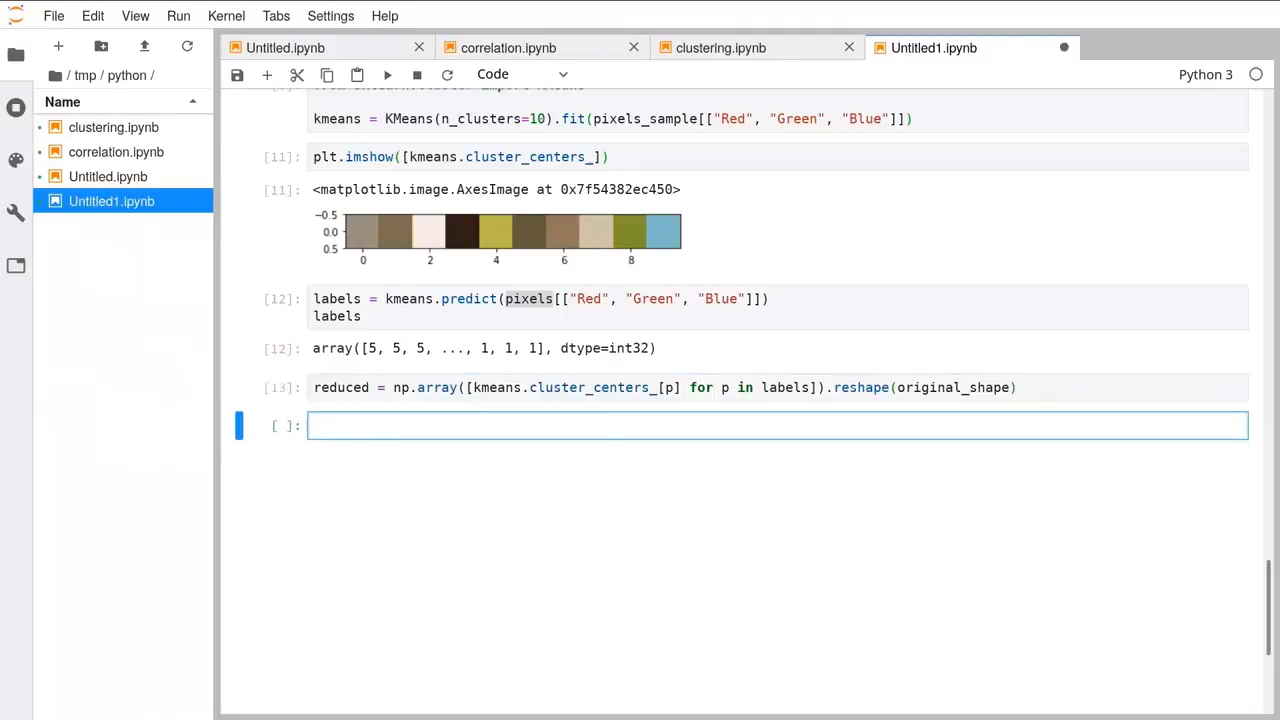 File Edit View Run Kernel Tabs Settings Help
Untitled.ipynb
correlation.ipynb
clustering.ipynb
Untitled1.ipynb
/ tmp / python /
Code
Python 3
Name
clustering.ipynb
correlation.ipynb
Untitled.ipynb
Untitled1.ipynb
kmeans = KMeans(n_clusters=10).fit(pixels_sample[["Red", "Green", "Blue"]])
[11]: plt.imshow([kmeans.cluster_centers_])
[11]: <matplotlib.image.AxesImage at 0x7f54382ec450>
−0.5
0.0
0.5
0 2 4 6 8
[12]: labels = kmeans.predict(pixels[["Red", "Green", "Blue"]])
labels
[12]: array([5, 5, 5, ..., 1, 1, 1], dtype=int32)
[13]: reduced = np.array([kmeans.cluster_centers_[p] for p in labels]).reshape(original_shape)
[ ]: